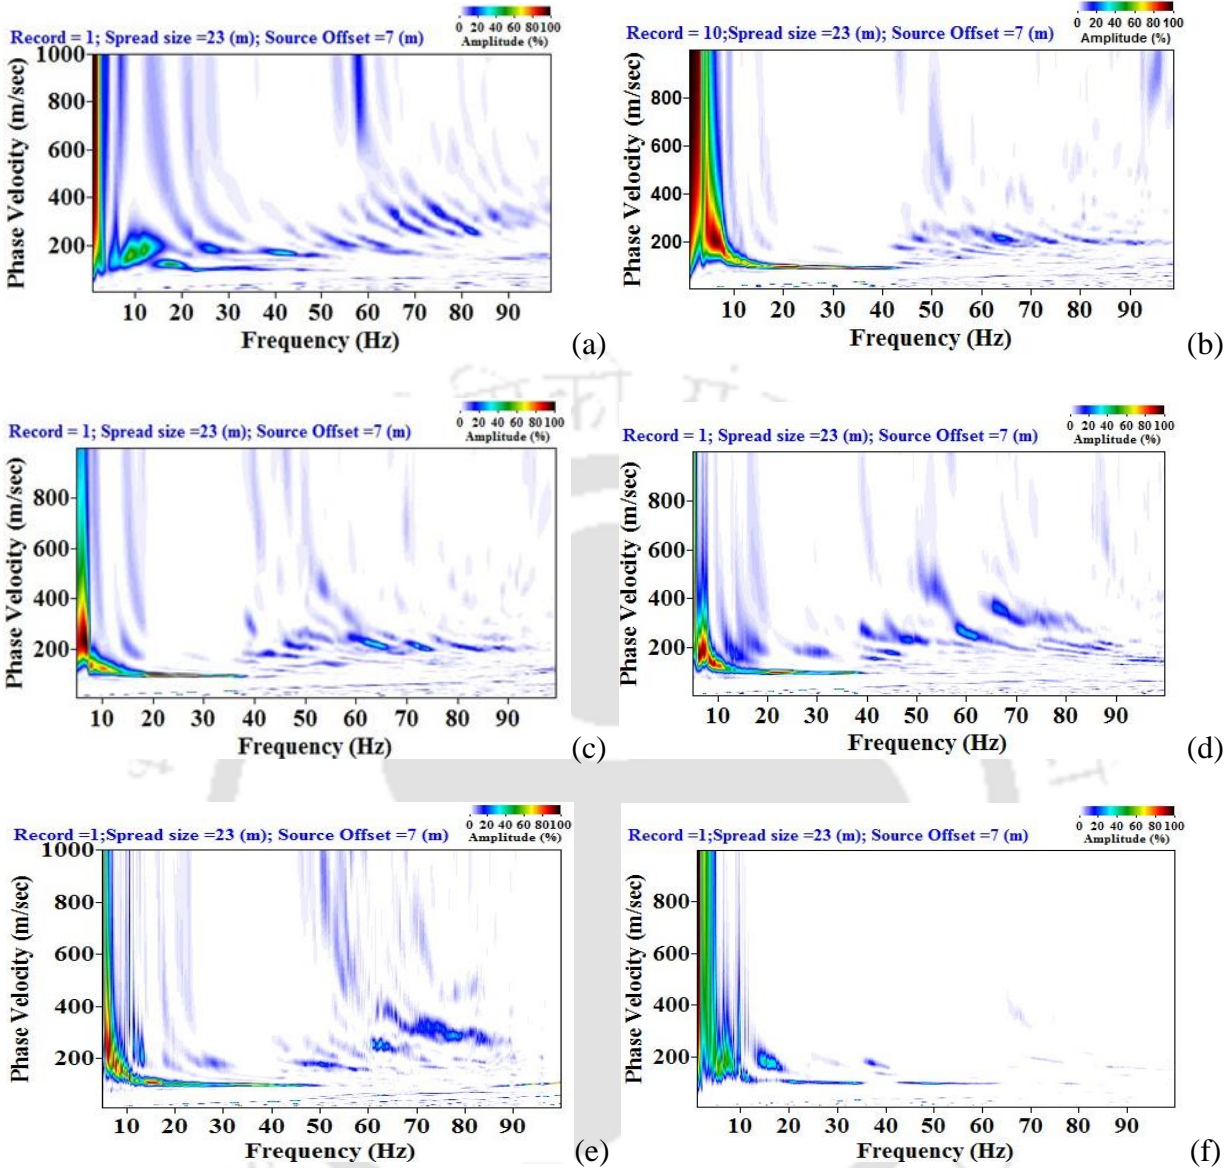 0 20 40 60 80 100
Record = 1; Spread size =23 (m); Source Offset =7 (m) Amplitude (%)
1000
800
600
400
200
Phase Velocity (m/sec)
10 20 30 40 50 60 70 80 90
Frequency (Hz)
(a)
0 20 40 60 80 100
Record = 10;Spread size =23 (m); Source Offset =7 (m) Amplitude (%)
800
600
400
200
Phase Velocity (m/sec)
10 20 30 40 50 60 70 80 90
Frequency (Hz)
(b)
0 20 40 60 80 100
Record = 1; Spread size =23 (m); Source Offset =7 (m) Amplitude (%)
800
600
400
200
Phase Velocity (m/sec)
10 20 30 40 50 60 70 80 90
Frequency (Hz)
(c)
0 20 40 60 80 100
Record = 1; Spread size =23 (m); Source Offset =7 (m) Amplitude (%)
800
600
400
200
Phase Velocity (m/sec)
10 20 30 40 50 60 70 80 90
Frequency (Hz)
(d)
0 20 40 60 80 100
Record =1;Spread size =23 (m); Source Offset =7 (m) Amplitude (%)
1000
800
600
400
200
Phase Velocity (m/sec)
10 20 30 40 50 60 70 80 90
Frequency (Hz)
(e)
0 20 40 60 80 100
Record =1;Spread size =23 (m); Source Offset =7 (m) Amplitude (%)
800
600
400
200
Phase Velocity (m/sec)
10 20 30 40 50 60 70 80 90
Frequency (Hz)
(f)